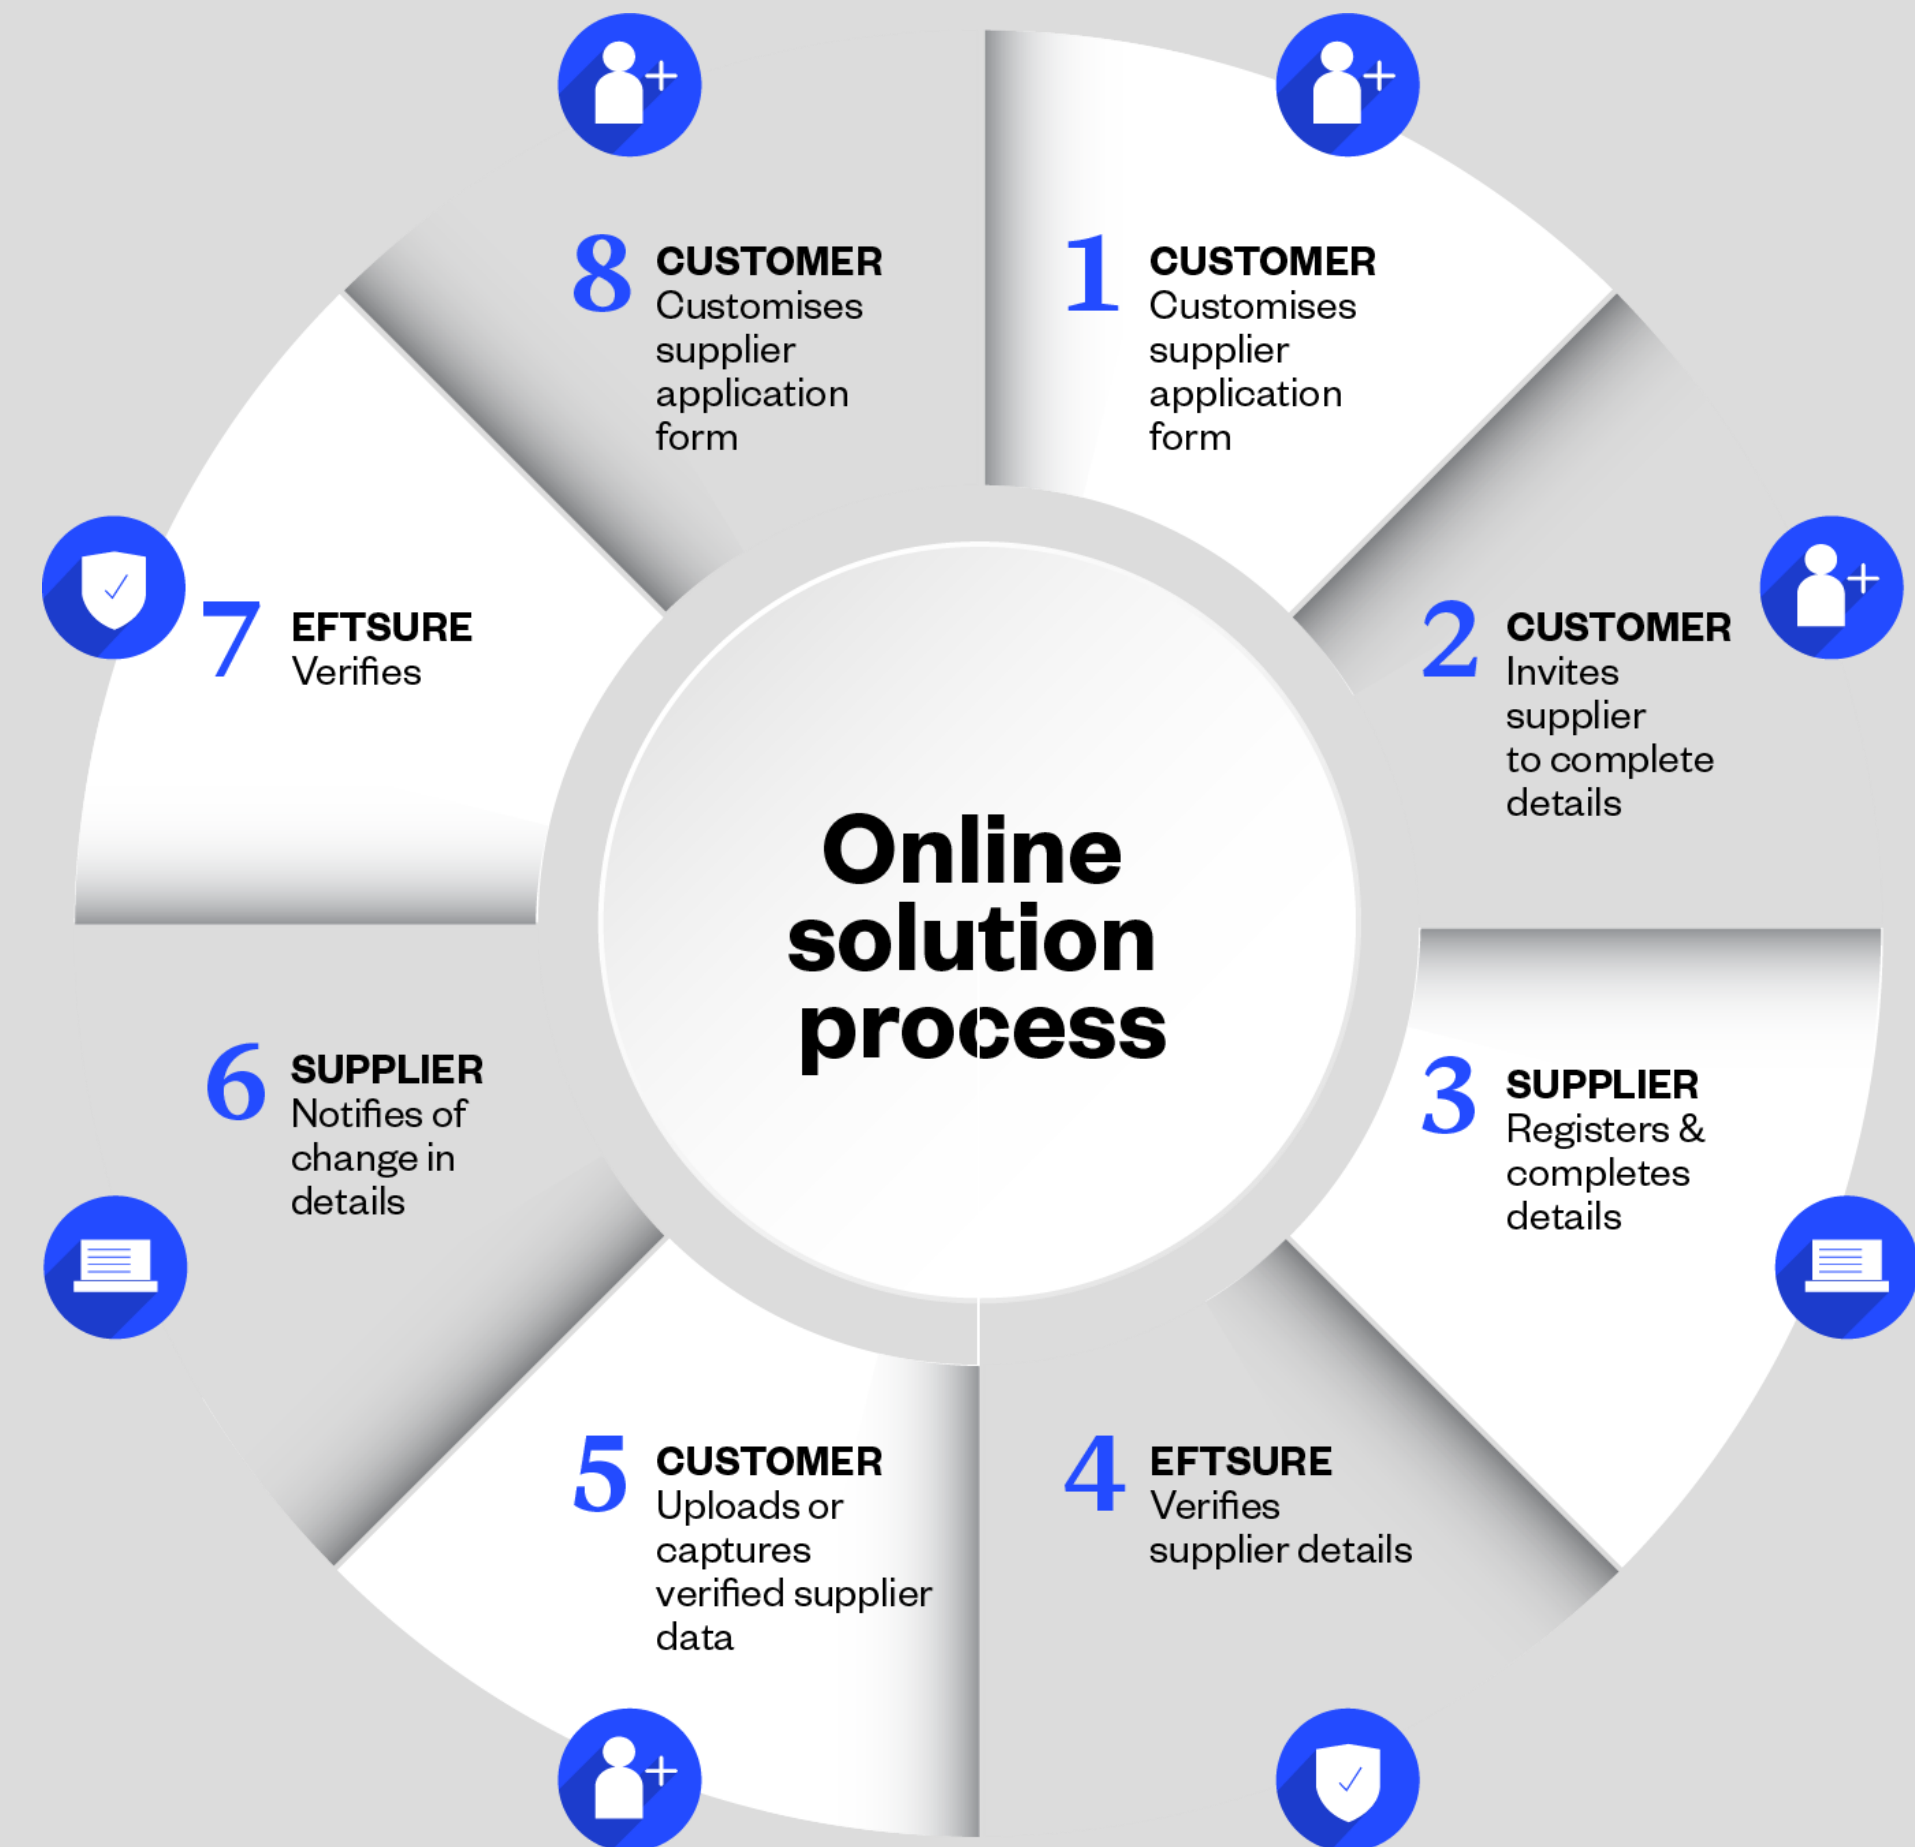 Online
solution
process
1
CUSTOMER
Customises
supplier
application
form
2
CUSTOMER
Invites
supplier
to complete
details
3
SUPPLIER
Registers &
completes
details
4
EFTSURE
Verifies
supplier details
5
CUSTOMER
Uploads or
captures
verified supplier
data
6
SUPPLIER
Notifies of
change in
details
7
EFTSURE
Verifies
8
CUSTOMER
Customises
supplier
application
form